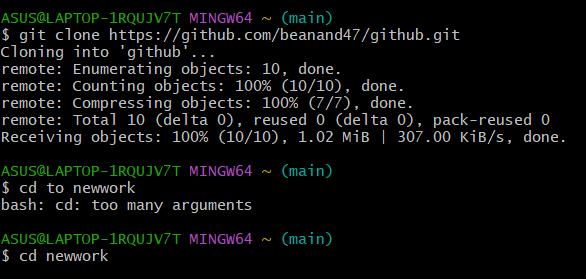 ASUS@LAPTOP-1RQUJV7T MINGW64 ~ (main)
$ git clone https://github.com/beanand47/github.git
Cloning into 'github'...
remote: Enumerating objects: 10, done.
remote: Counting objects: 100% (10/10), done.
remote: Compressing objects: 100% (7/7), done.
remote: Total 10 (delta 0), reused 0 (delta 0), pack-reused 0
Receiving objects: 100% (10/10), 1.02 MiB | 307.00 KiB/s, done.
ASUS@LAPTOP-1RQUJV7T MINGW64 ~ (main)
$ cd to newwork
bash: cd: too many arguments
ASUS@LAPTOP-1RQUJV7T MINGW64 ~ (main)
$ cd newwork